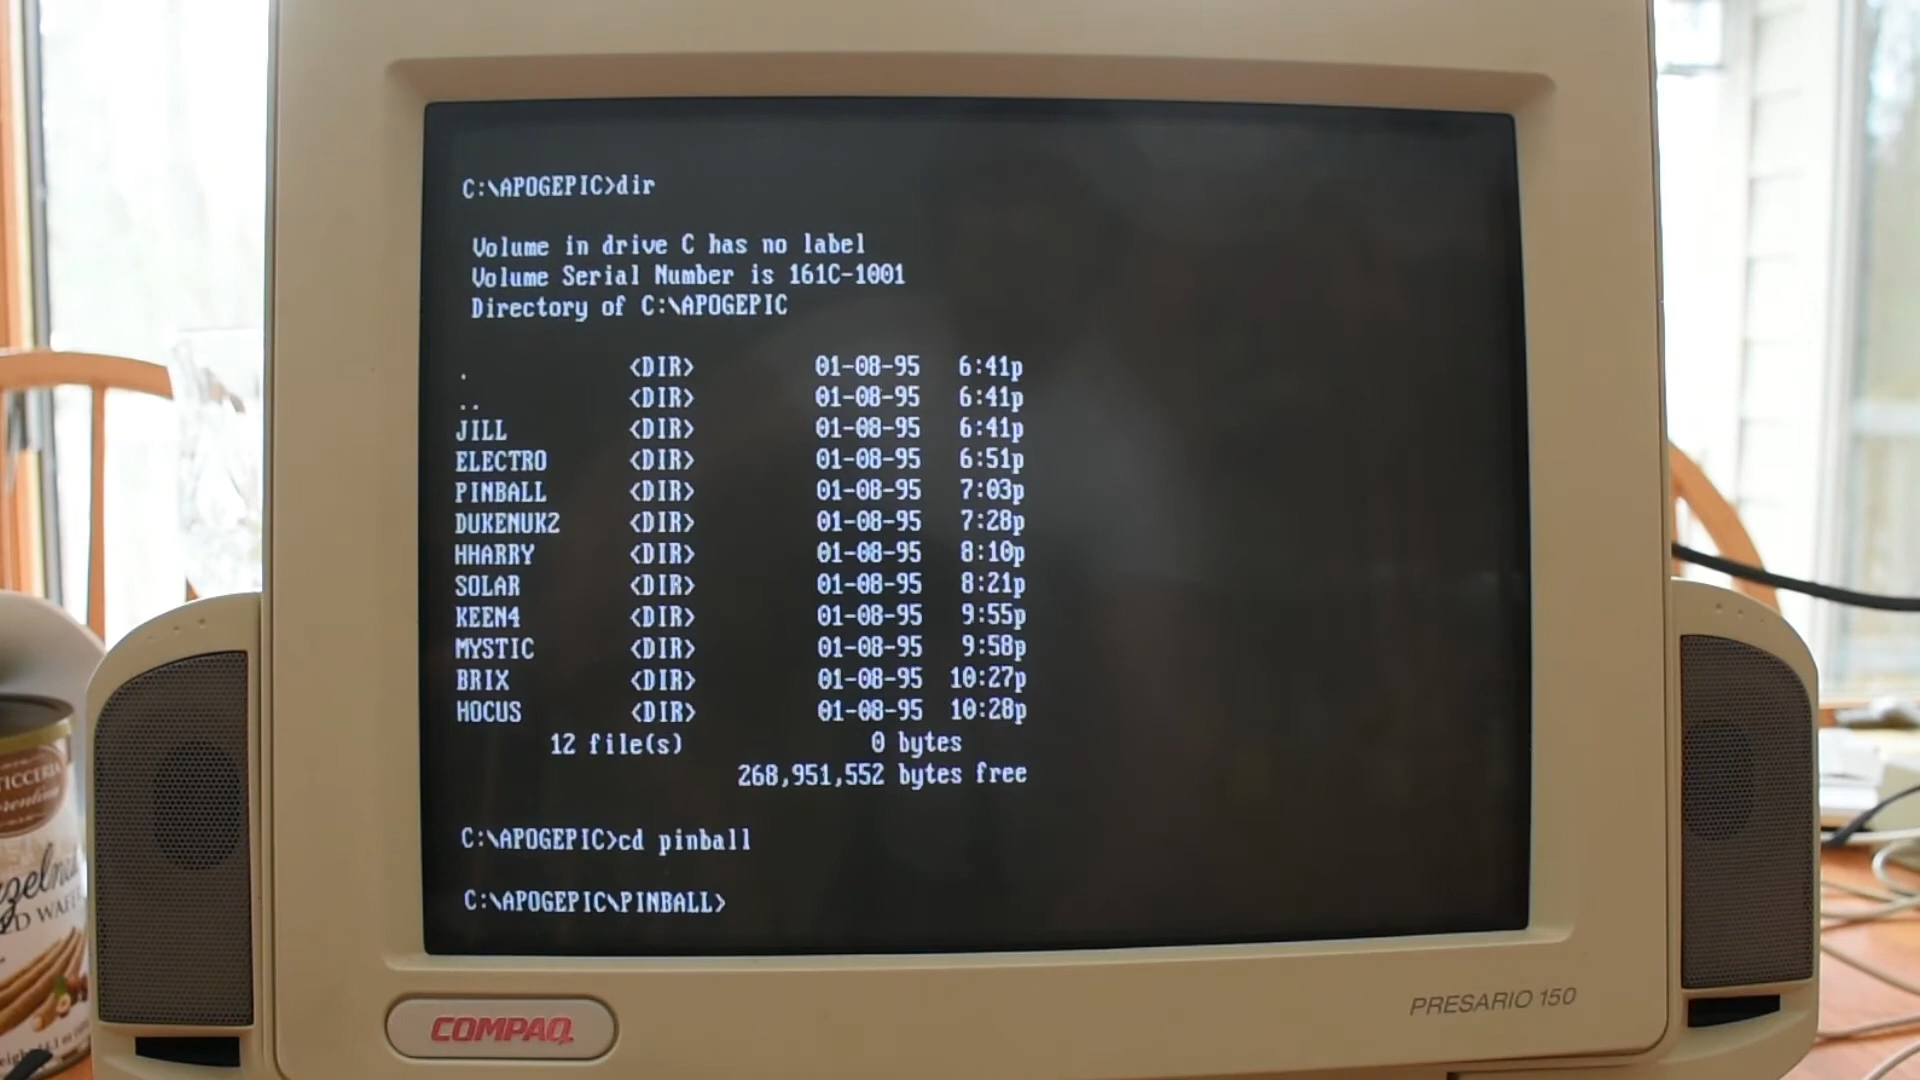 C:\APOGEPIC>dir
Volume in drive C has no label
Volume Serial Number is 161C-1001
Directory of C:\APOGEPIC
. <DIR> 01-08-95 6:41p
.. <DIR> 01-08-95 6:41p
JILL <DIR> 01-08-95 6:41p
ELECTRO <DIR> 01-08-95 6:51p
PINBALL <DIR> 01-08-95 7:03p
DUKENUK2 <DIR> 01-08-95 7:28p
HHARRY <DIR> 01-08-95 8:10p
SOLAR <DIR> 01-08-95 8:21p
KEEN4 <DIR> 01-08-95 9:55p
MYSTIC <DIR> 01-08-95 9:58p
BRIX <DIR> 01-08-95 10:27p
HOCUS <DIR> 01-08-95 10:28p
12 file(s) 0 bytes
268,951,552 bytes free
C:\APOGEPIC>cd pinball
C:\APOGEPIC\PINBALL>
PRESARIO 150
COMPAQ